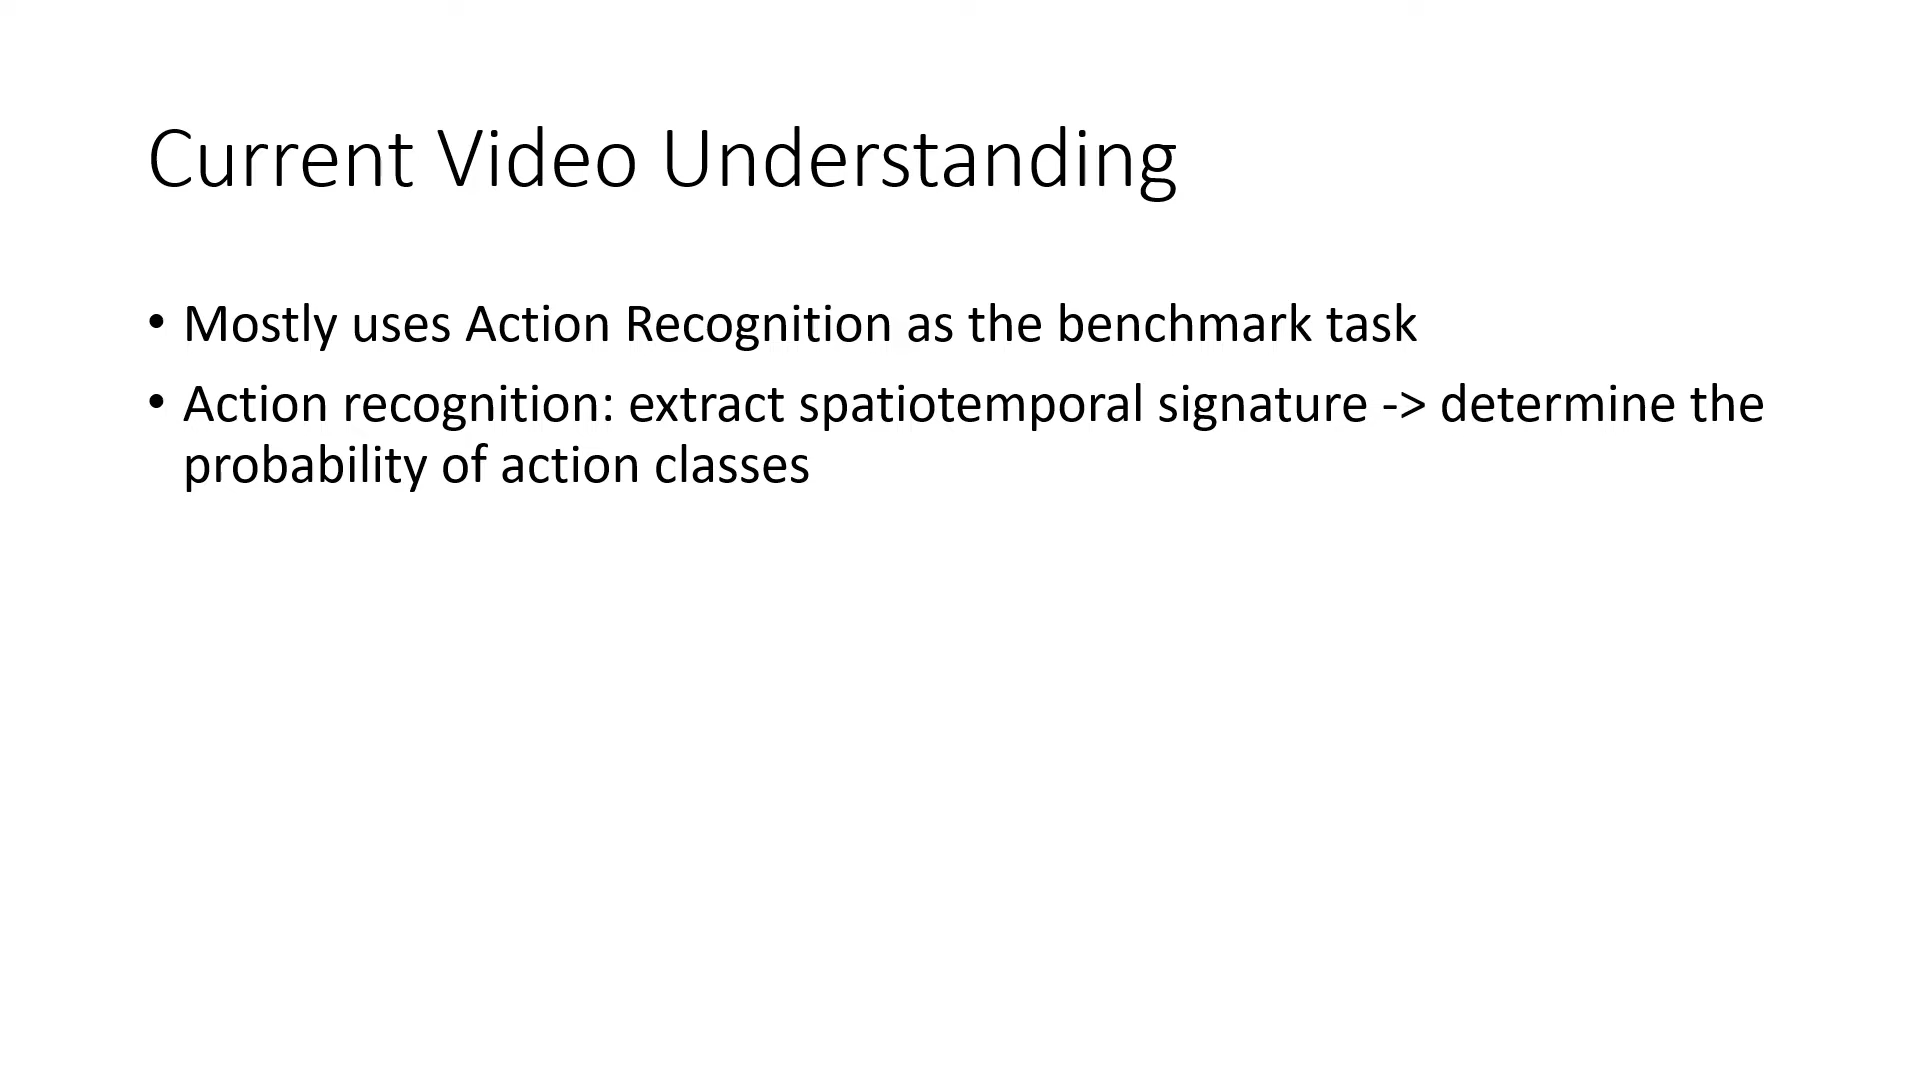 Current Video Understanding
• Mostly uses Action Recognition as the benchmark task
• Action recognition: extract spatiotemporal signature -> determine the
probability of action classes